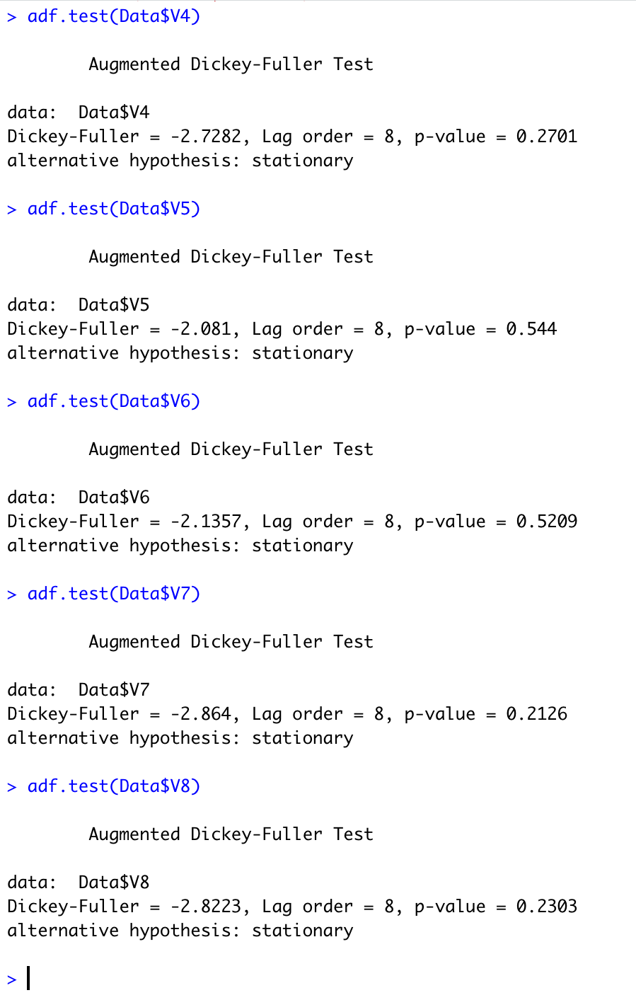 > adf.test(Data$V4)
Augmented Dickey-Fuller Test
data:  Data$V4
Dickey-Fuller = -2.7282, Lag order = 8, p-value = 0.2701
alternative hypothesis: stationary
> adf.test(Data$V5)
Augmented Dickey-Fuller Test
data:  Data$V5
Dickey-Fuller = -2.081, Lag order = 8, p-value = 0.544
alternative hypothesis: stationary
> adf.test(Data$V6)
Augmented Dickey-Fuller Test
data:  Data$V6
Dickey-Fuller = -2.1357, Lag order = 8, p-value = 0.5209
alternative hypothesis: stationary
> adf.test(Data$V7)
Augmented Dickey-Fuller Test
data:  Data$V7
Dickey-Fuller = -2.864, Lag order = 8, p-value = 0.2126
alternative hypothesis: stationary
> adf.test(Data$V8)
Augmented Dickey-Fuller Test
data:  Data$V8
Dickey-Fuller = -2.8223, Lag order = 8, p-value = 0.2303
alternative hypothesis: stationary
>